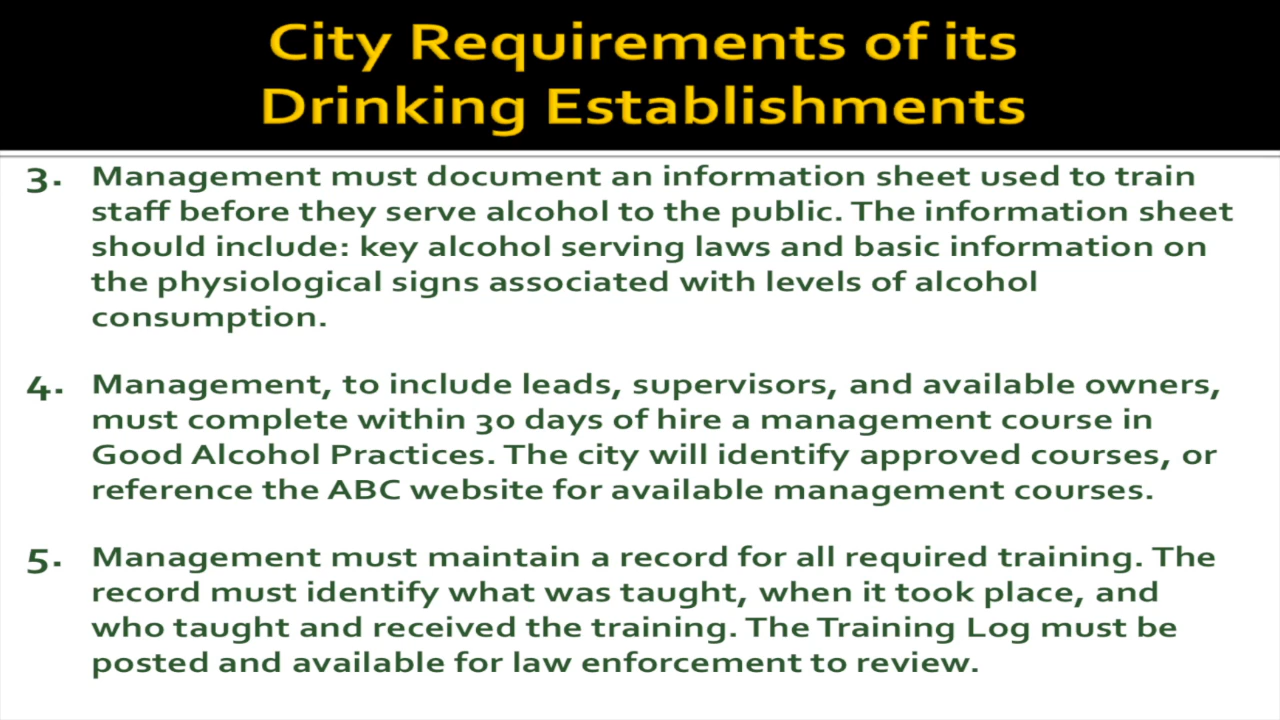 City Requirements of its
Drinking Establishments
3. Management must document an information sheet used to train
staff before they serve alcohol to the public. The information sheet
should include: key alcohol serving laws and basic information on
the physiological signs associated with levels of alcohol
consumption.
4. Management, to include leads, supervisors, and available owners,
must complete within 30 days of hire a management course in
Good Alcohol Practices. The city will identify approved courses, or
reference the ABC website for available management courses.
5. Management must maintain a record for all required training. The
record must identify what was taught, when it took place, and
who taught and received the training. The Training Log must be
posted and available for law enforcement to review.